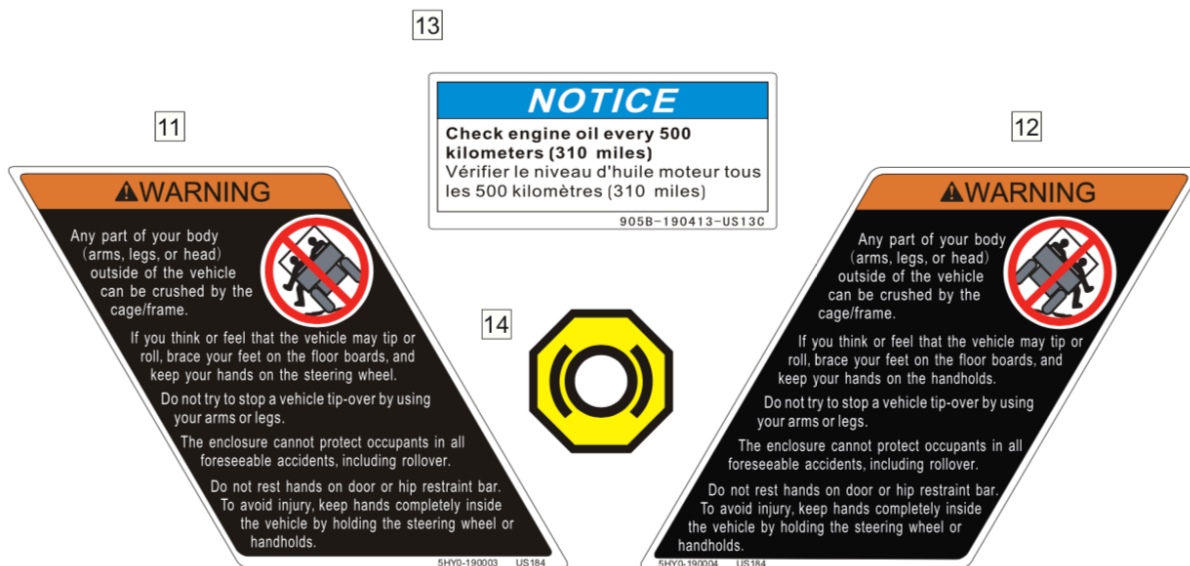 13
NOTICE
Check engine oil every 500
kilometers (310 miles)
Vérifier le niveau d'huile moteur tous
les 500 kilomètres (310 miles)
905B-190413-US13C
11
⚠WARNING
Any part of your body
(arms, legs, or head)
outside of the vehicle
can be crushed by the
cage/frame.
If you think or feel that the vehicle may tip or
roll, brace your feet on the floor boards, and
keep your hands on the steering wheel.
Do not try to stop a vehicle tip-over by using
your arms or legs.
The enclosure cannot protect occupants in all
foreseeable accidents, including rollover.
Do not rest hands on door or hip restraint bar.
To avoid injury, keep hands completely inside
the vehicle by holding the steering wheel or
handholds.
5HY0-190003 US184
12
⚠WARNING
Any part of your body
(arms, legs, or head)
outside of the vehicle
can be crushed by the
cage/frame.
If you think or feel that the vehicle may tip or
roll, brace your feet on the floor boards, and
keep your hands on the handholds.
Do not try to stop a vehicle tip-over by using
your arms or legs.
The enclosure cannot protect occupants in all
foreseeable accidents, including rollover.
Do not rest hands on door or hip restraint bar.
To avoid injury, keep hands completely inside
the vehicle by holding the steering wheel or
handholds.
5HY0-190004 US184
14